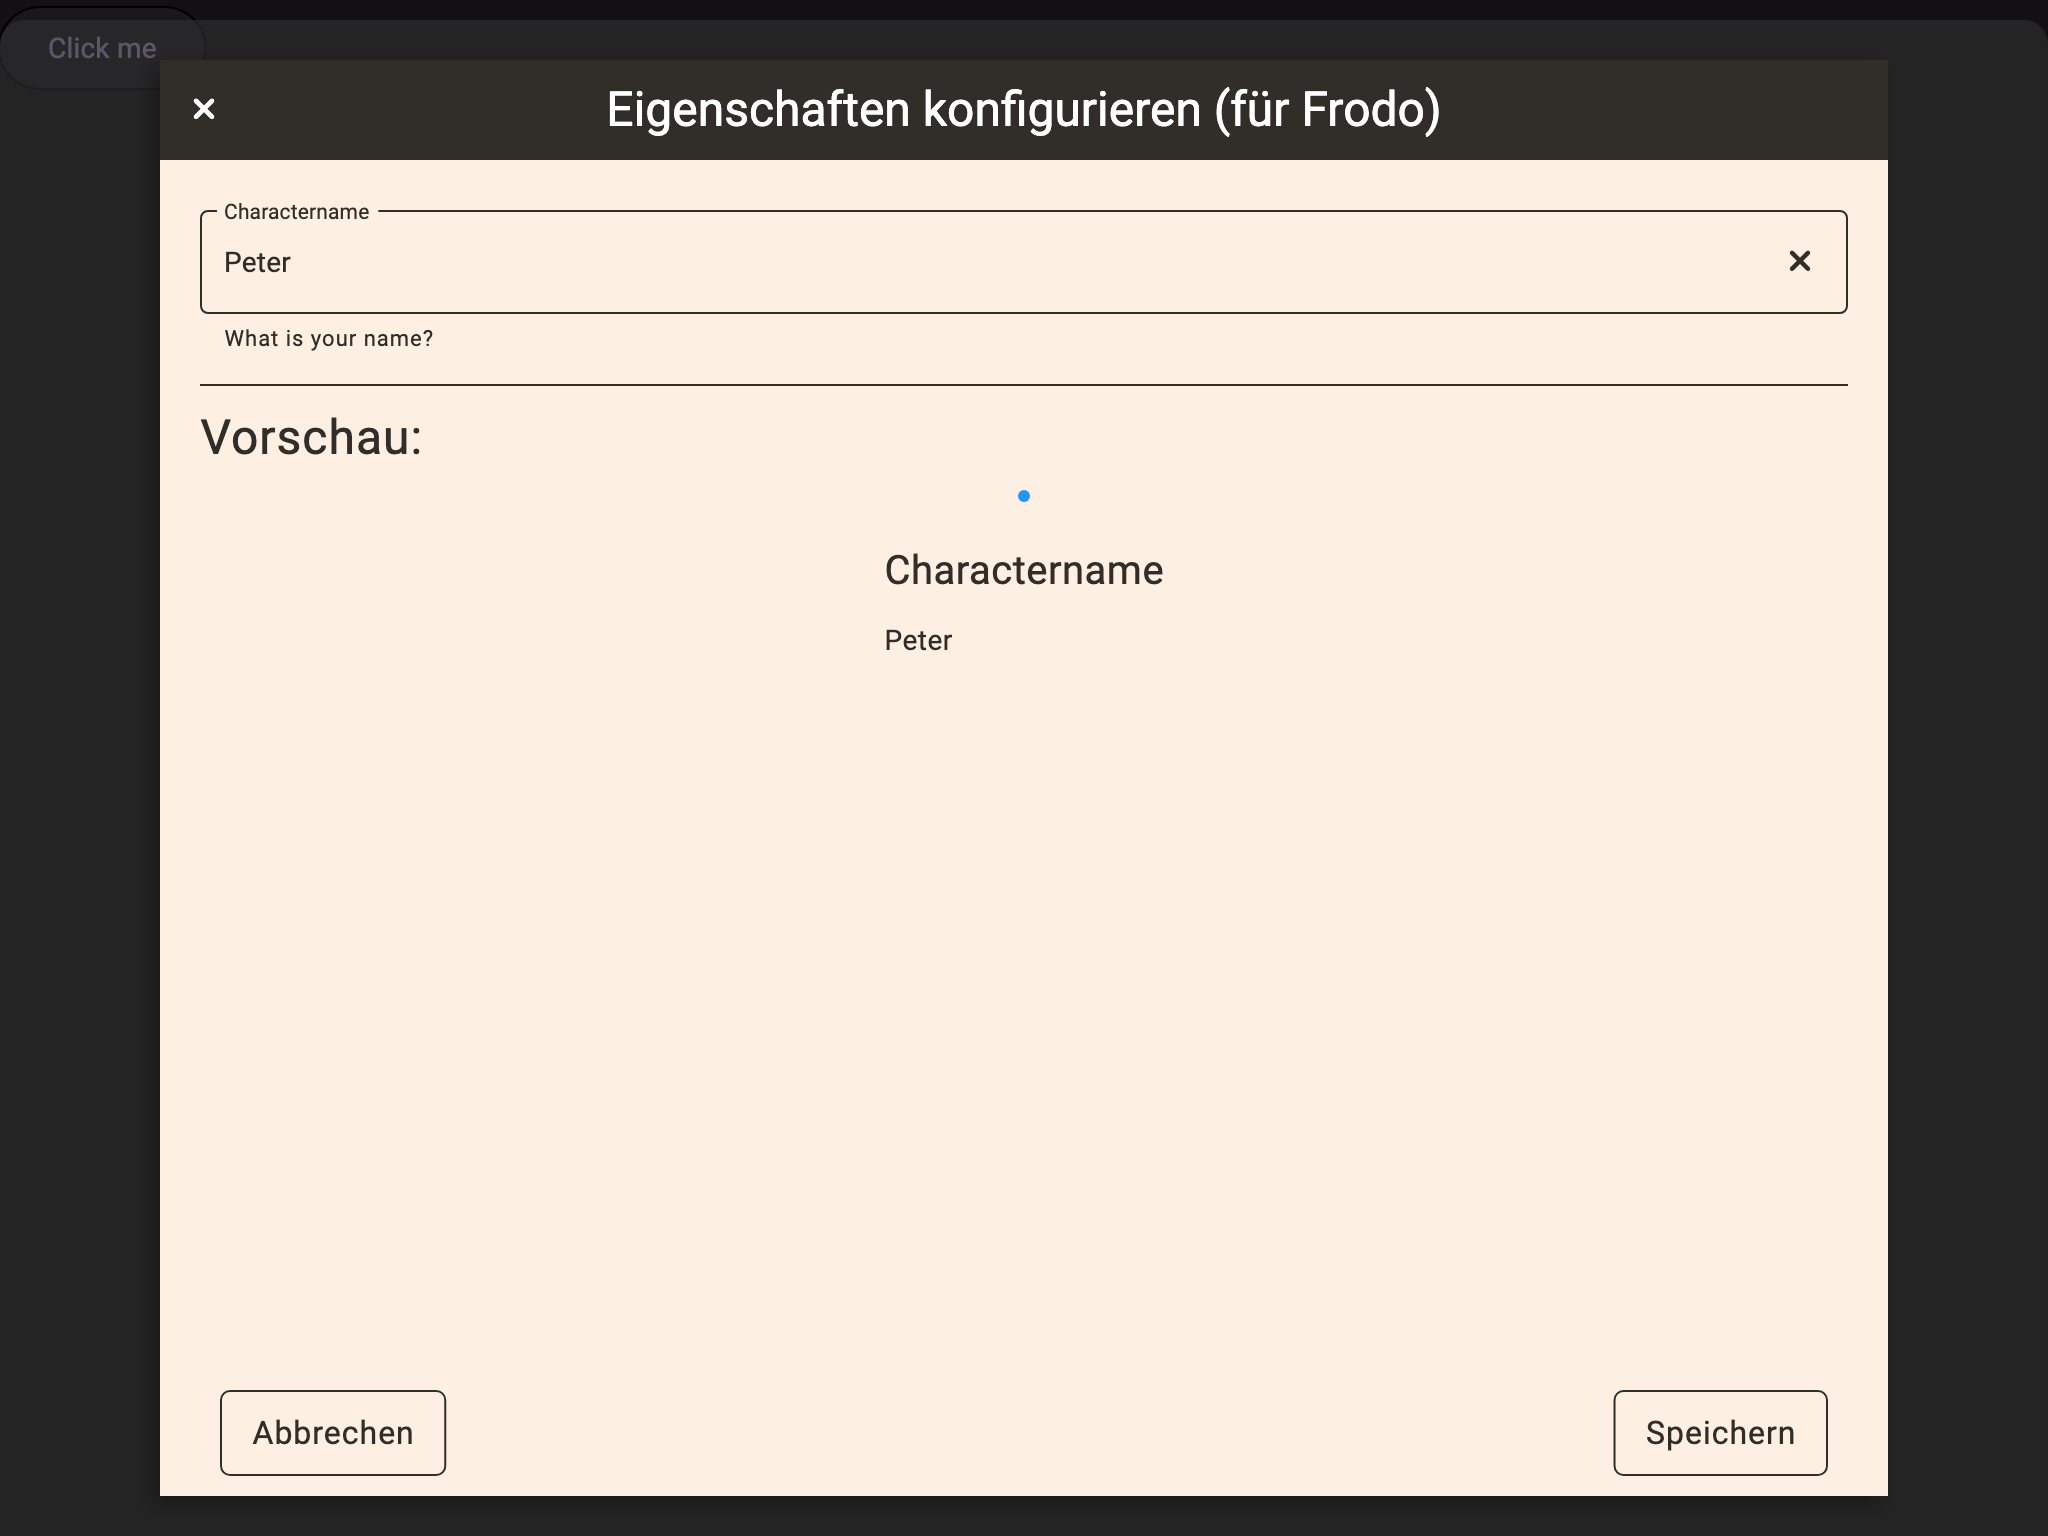 Click me
Eigenschaften konfigurieren (für Frodo)
Charactername
Peter
What is your name?
Vorschau:
Charactername
Peter
Abbrechen
Speichern